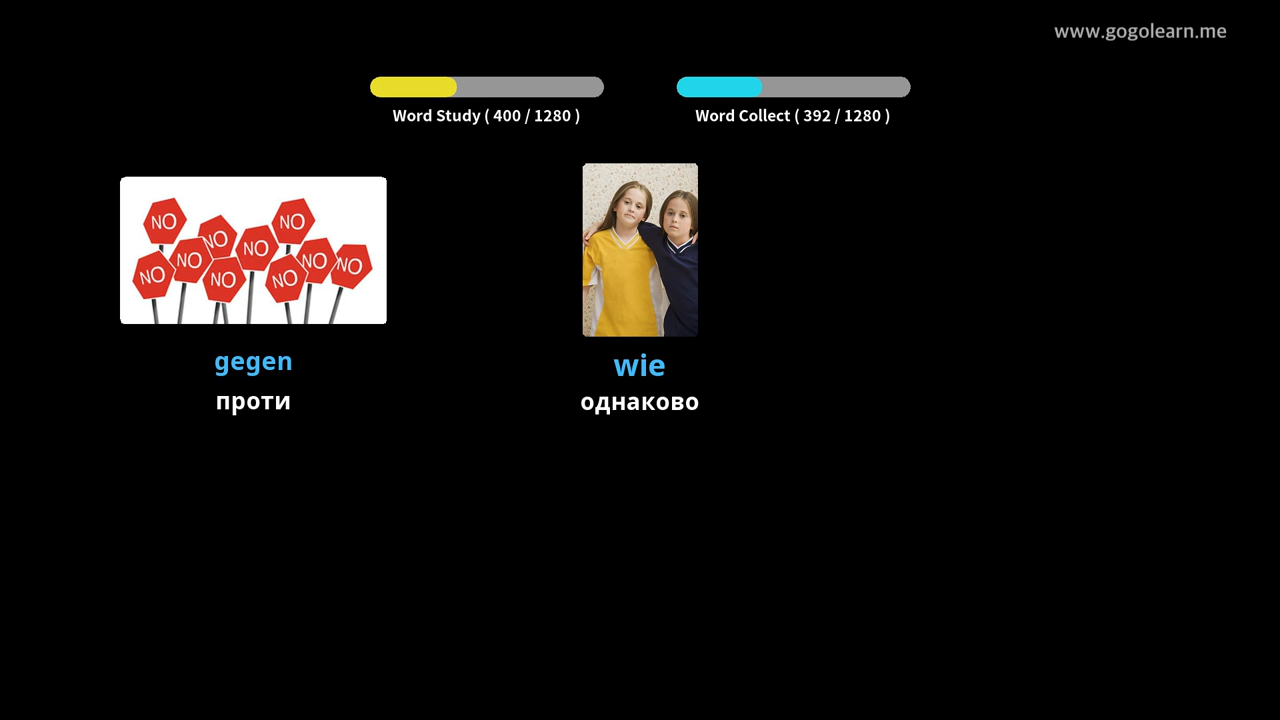 www.gogolearn.me
Word Study ( 400 / 1280 )
Word Collect ( 392 / 1280 )
NO
NO
NO
NO
NO
NO
NO
NO
NO
NO
gegen
проти
wie
однаково